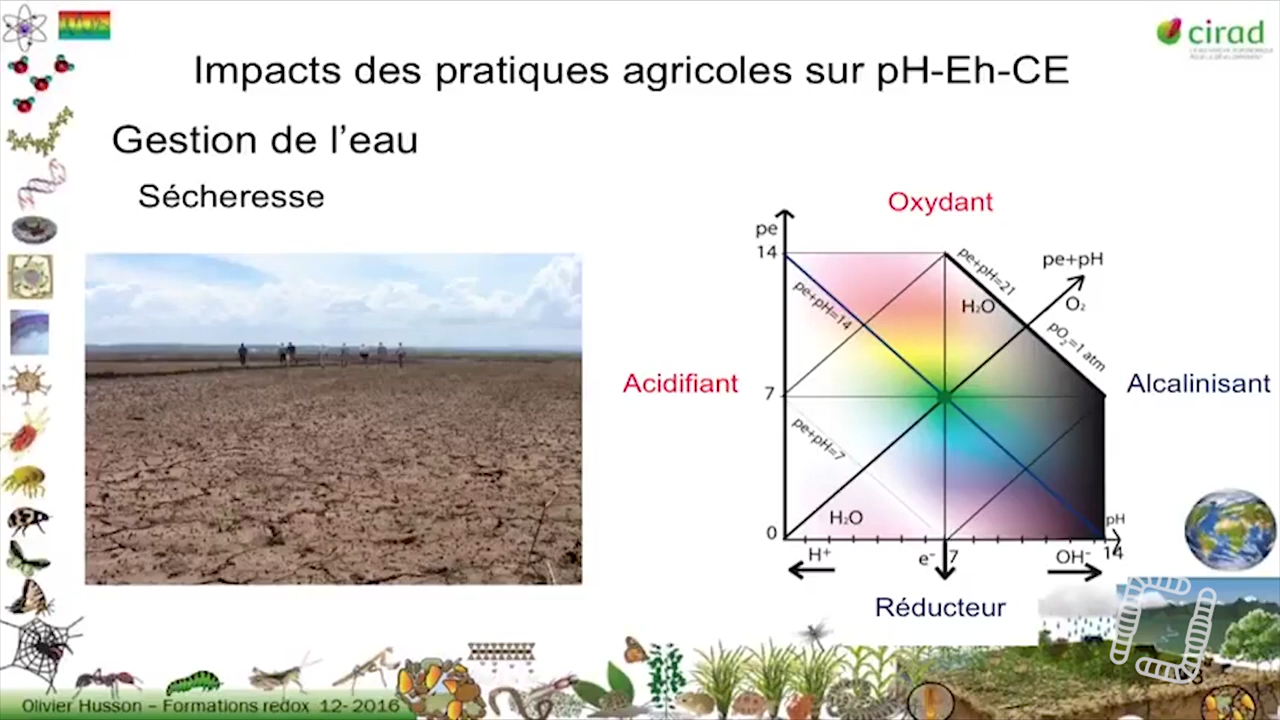 cirad
Impacts des pratiques agricoles sur pH-Eh-CE
Gestion de l'eau
Sécheresse
Oxydant
pe
14
pe+pH=21
pe+pH
pe+pH=14
H₂O
O₂
pO₂=1 atm
Acidifiant
7
Alcalinisant
pe+pH=7
H₂O
0
pH
H⁺
e⁻
7
OH⁻
14
Réducteur
Olivier Husson – Formations redox 12- 2016